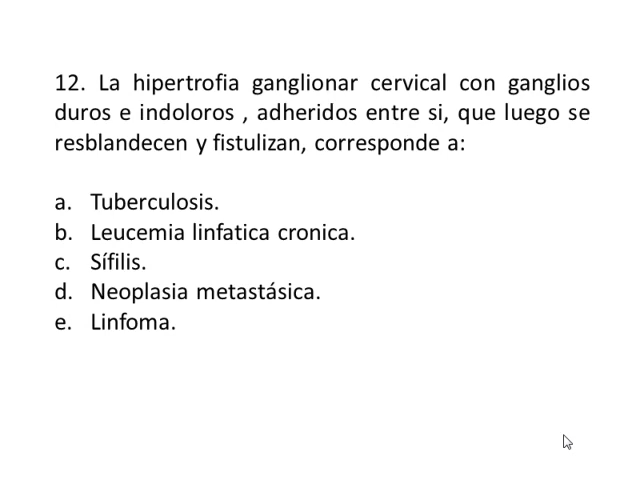 12. La hipertrofia ganglionar cervical con ganglios
duros e indoloros , adheridos entre si, que luego se
resblandecen y fistulizan, corresponde a:
a. Tuberculosis.
b. Leucemia linfatica cronica.
c. Sífilis.
d. Neoplasia metastásica.
e. Linfoma.